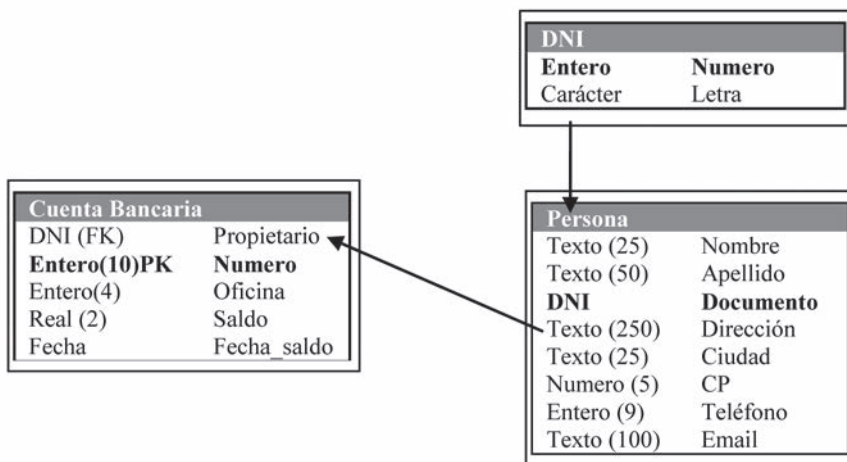 DNI
Entero Numero
Carácter Letra
Cuenta Bancaria
DNI (FK) Propietario
Entero(10)PK Numero
Entero(4) Oficina
Real (2) Saldo
Fecha Fecha_saldo
Persona
Texto (25) Nombre
Texto (50) Apellido
DNI Documento
Texto (250) Dirección
Texto (25) Ciudad
Numero (5) CP
Entero (9) Teléfono
Texto (100) Email